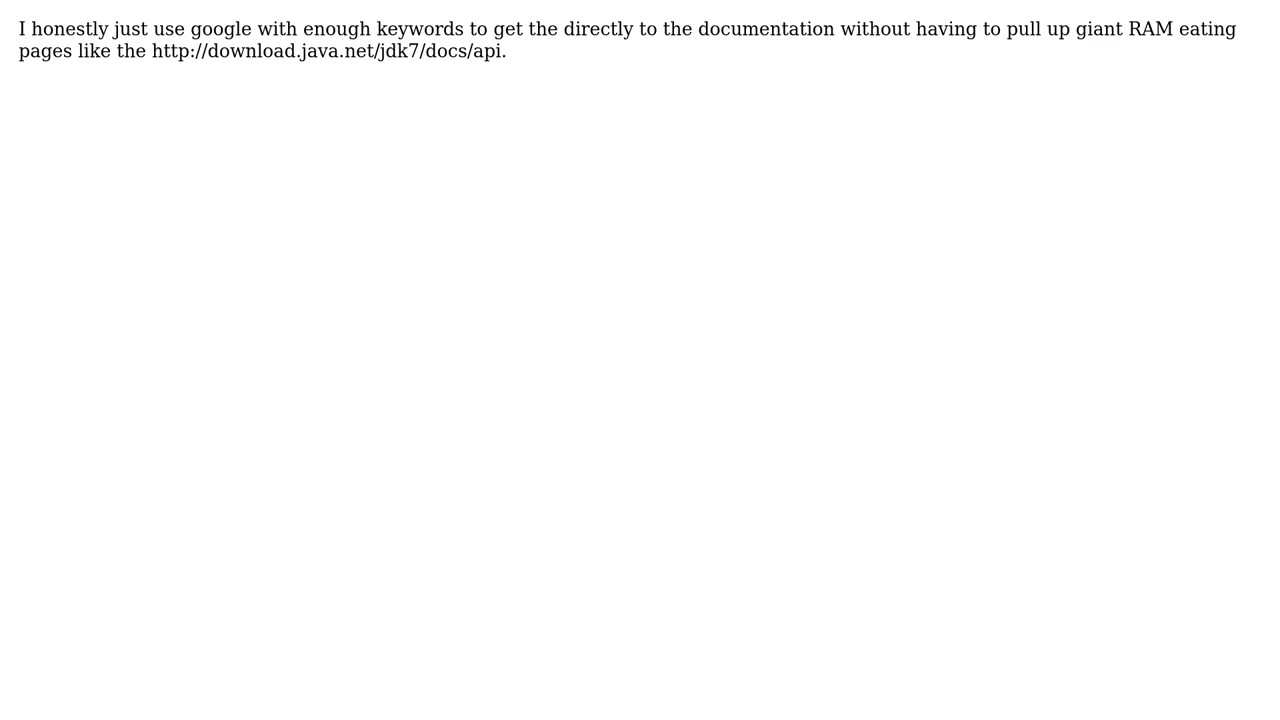 I honestly just use google with enough keywords to get the directly to the documentation without having to pull up giant RAM eating
pages like the http://download.java.net/jdk7/docs/api.